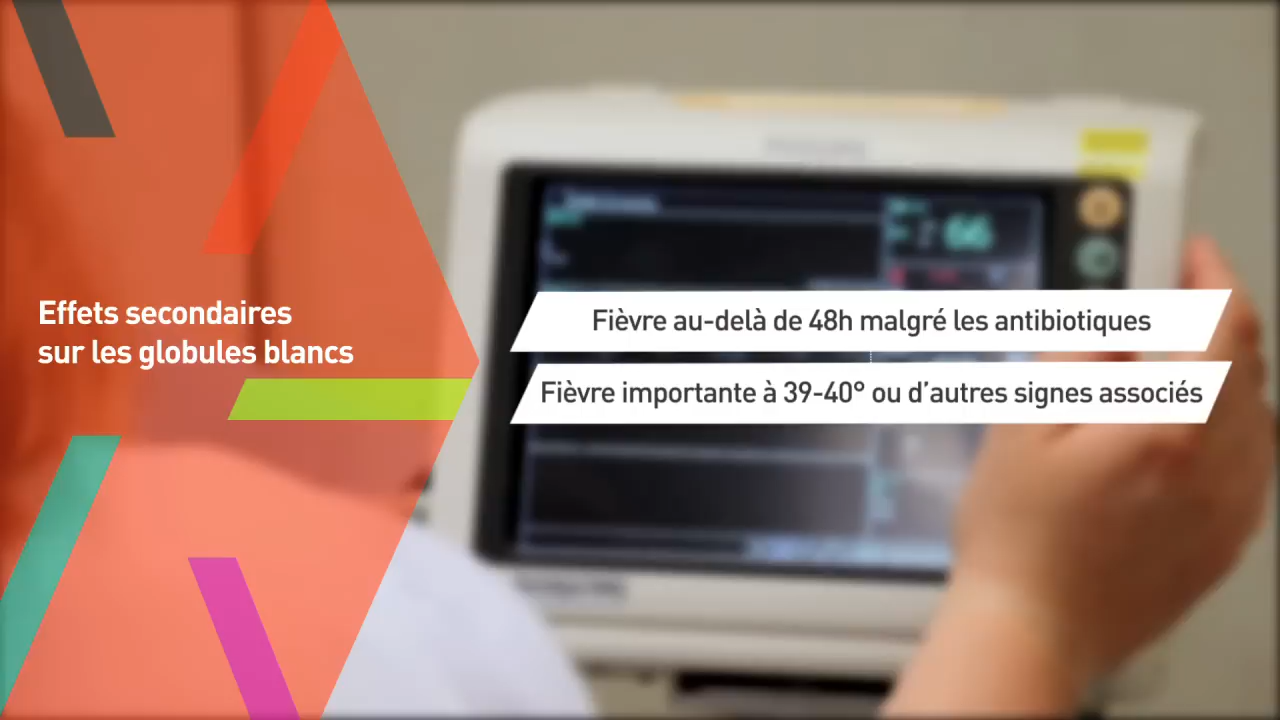 Effets secondaires
sur les globules blancs
Fièvre au-delà de 48h malgré les antibiotiques
Fièvre importante à 39-40° ou d'autres signes associés
66